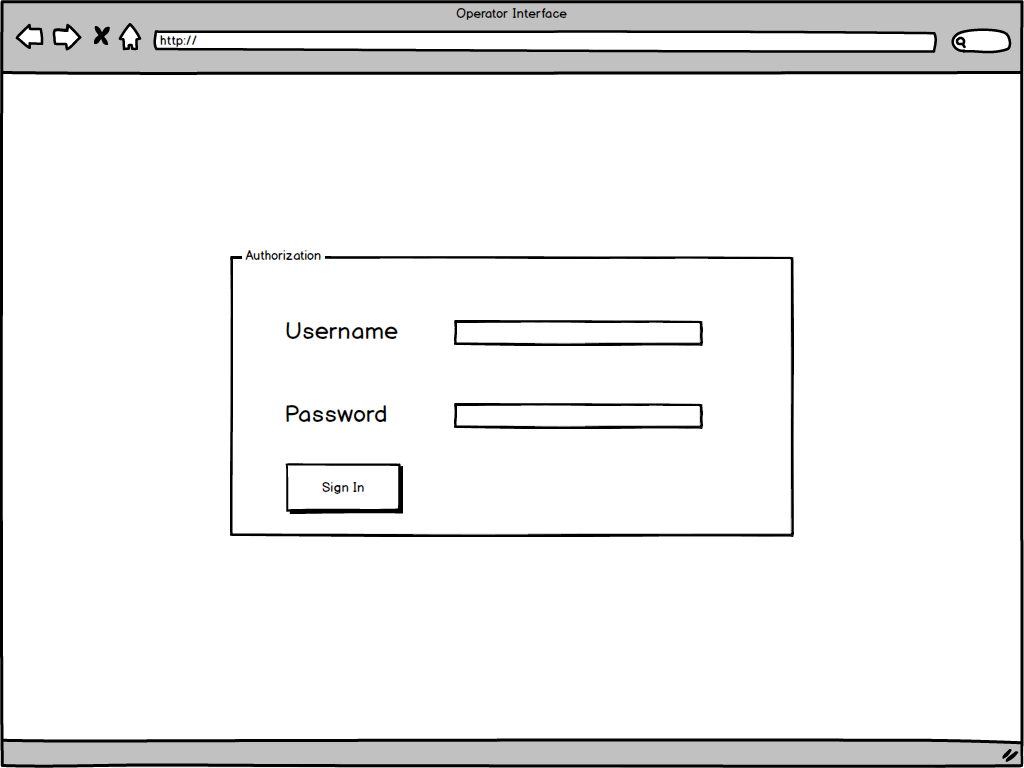 Operator Interface
http://
Authorization
Username
Password
Sign In